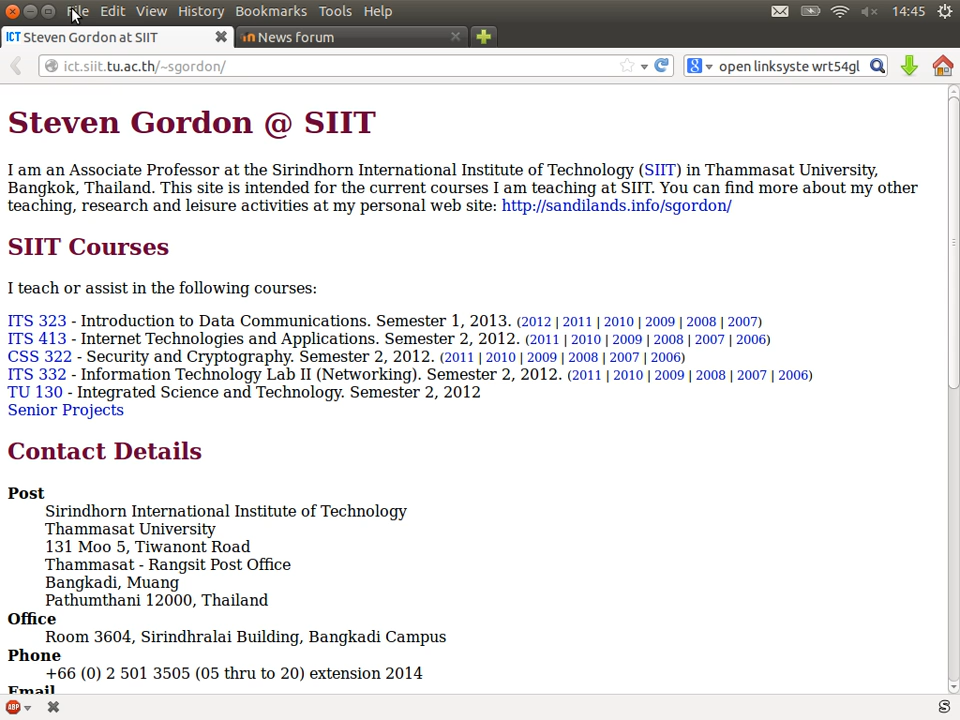 File Edit View History Bookmarks Tools Help 14:45
ICT Steven Gordon at SIIT News forum
ict.siit.tu.ac.th/~sgordon/ open linksyste wrt54gl
Steven Gordon @ SIIT
I am an Associate Professor at the Sirindhorn International Institute of Technology (SIIT) in Thammasat University,
Bangkok, Thailand. This site is intended for the current courses I am teaching at SIIT. You can find more about my other
teaching, research and leisure activities at my personal web site: http://sandilands.info/sgordon/
SIIT Courses
I teach or assist in the following courses:
ITS 323 - Introduction to Data Communications. Semester 1, 2013. (2012 | 2011 | 2010 | 2009 | 2008 | 2007)
ITS 413 - Internet Technologies and Applications. Semester 2, 2012. (2011 | 2010 | 2009 | 2008 | 2007 | 2006)
CSS 322 - Security and Cryptography. Semester 2, 2012. (2011 | 2010 | 2009 | 2008 | 2007 | 2006)
ITS 332 - Information Technology Lab II (Networking). Semester 2, 2012. (2011 | 2010 | 2009 | 2008 | 2007 | 2006)
TU 130 - Integrated Science and Technology. Semester 2, 2012
Senior Projects
Contact Details
Post
Sirindhorn International Institute of Technology
Thammasat University
131 Moo 5, Tiwanont Road
Thammasat - Rangsit Post Office
Bangkadi, Muang
Pathumthani 12000, Thailand
Office
Room 3604, Sirindhralai Building, Bangkadi Campus
Phone
+66 (0) 2 501 3505 (05 thru to 20) extension 2014
Email
ABP S